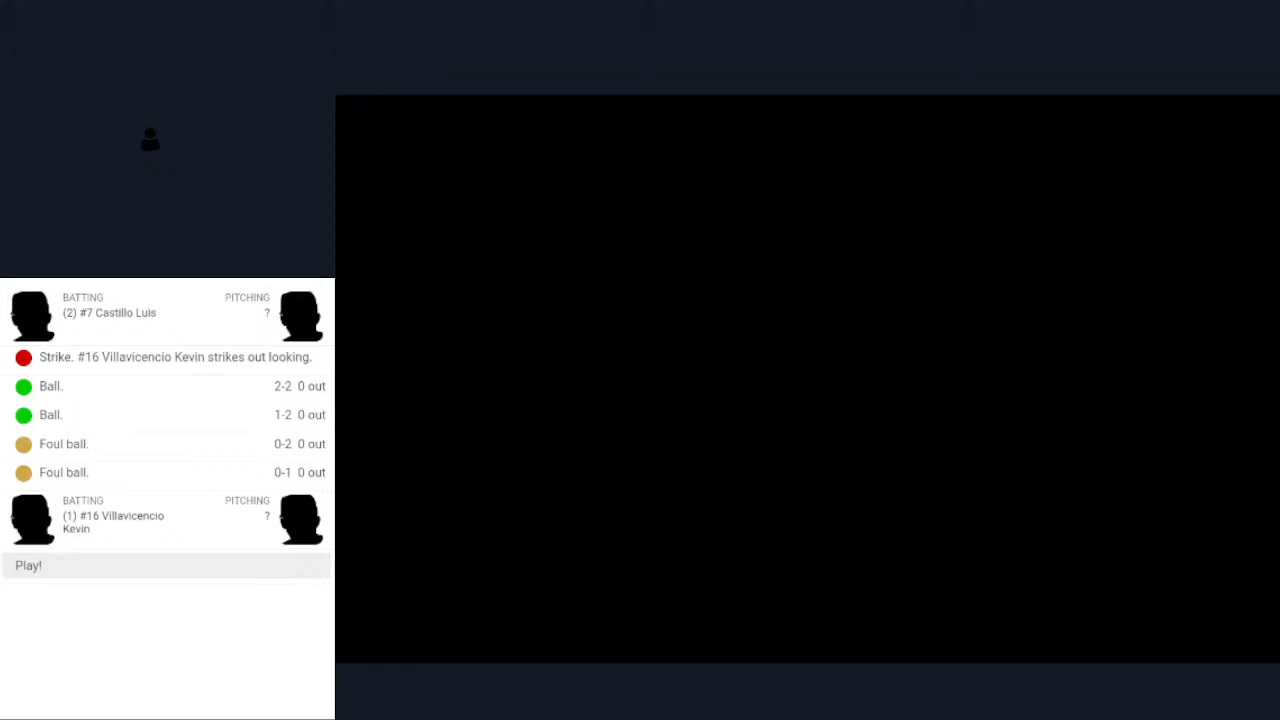 BATTING PITCHING
(2) #7 Castillo Luis ?
Strike. #16 Villavicencio Kevin strikes out looking.
Ball. 2-2 0 out
Ball. 1-2 0 out
Foul ball. 0-2 0 out
Foul ball. 0-1 0 out
BATTING PITCHING
(1) #16 Villavicencio ?
Kevin
Play!